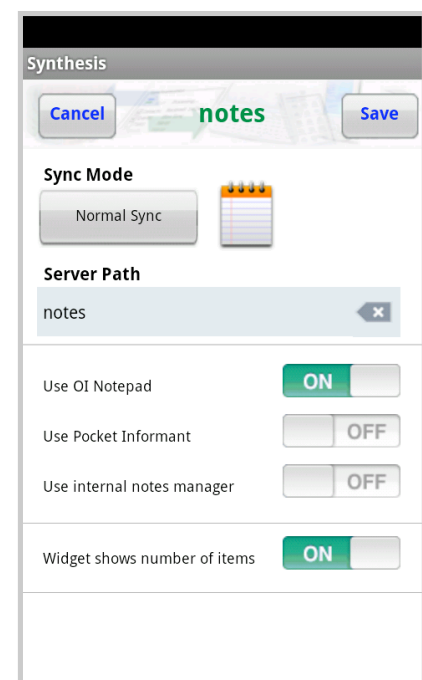 Synthesis
Cancel notes Save
Sync Mode
Normal Sync
Server Path
notes
Use OI Notepad ON
Use Pocket Informant OFF
Use internal notes manager OFF
Widget shows number of items ON